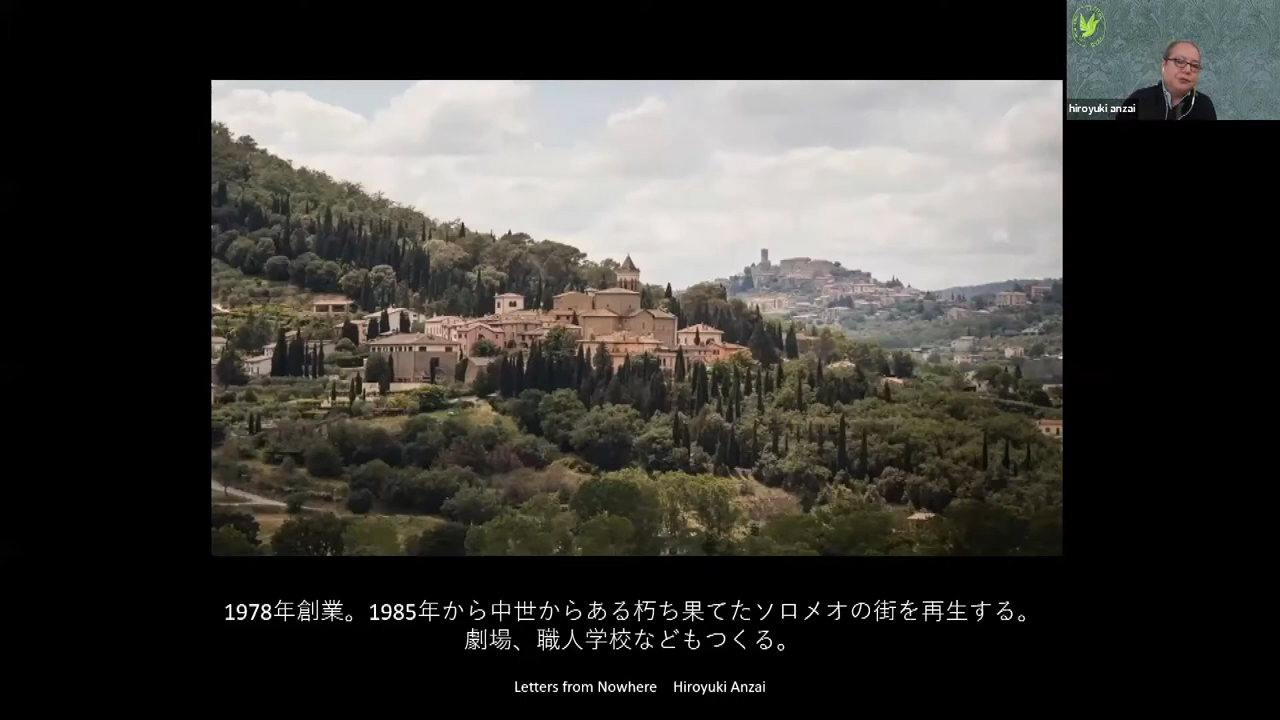 hiroyuki anzai
1978年創業。1985年から中世からある朽ち果てたソロメオの街を再生する。
劇場、職人学校などもつくる。
Letters from Nowhere Hiroyuki Anzai